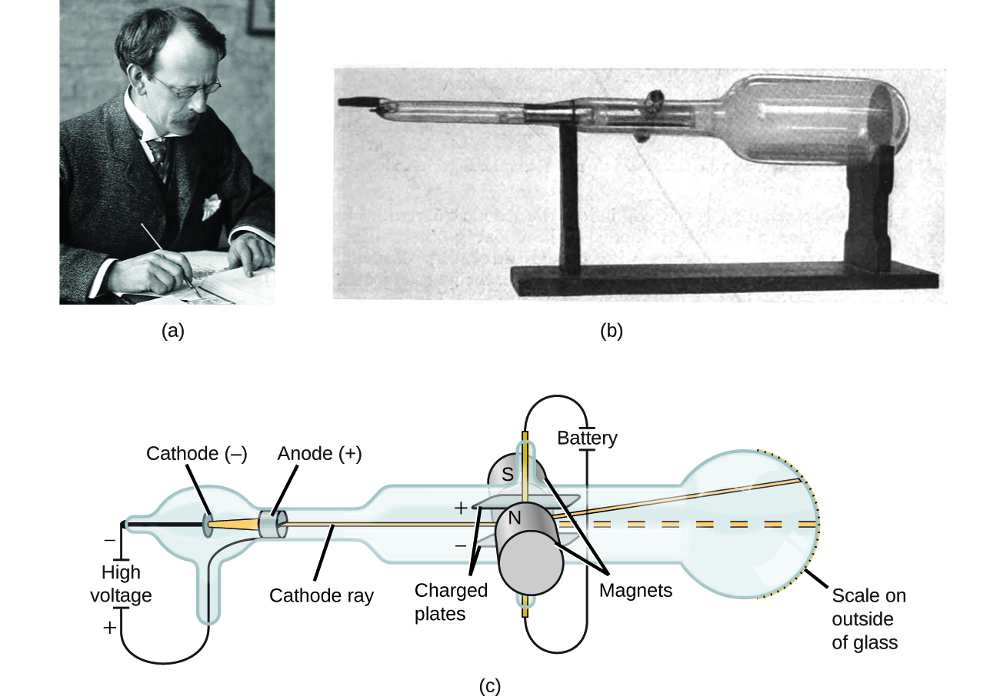 (a)
(b)
Cathode (–)
Anode (+)
Battery
S
+
N
–
–
High
voltage
+
Cathode ray
Charged
plates
Magnets
Scale on
outside
of glass
(c)